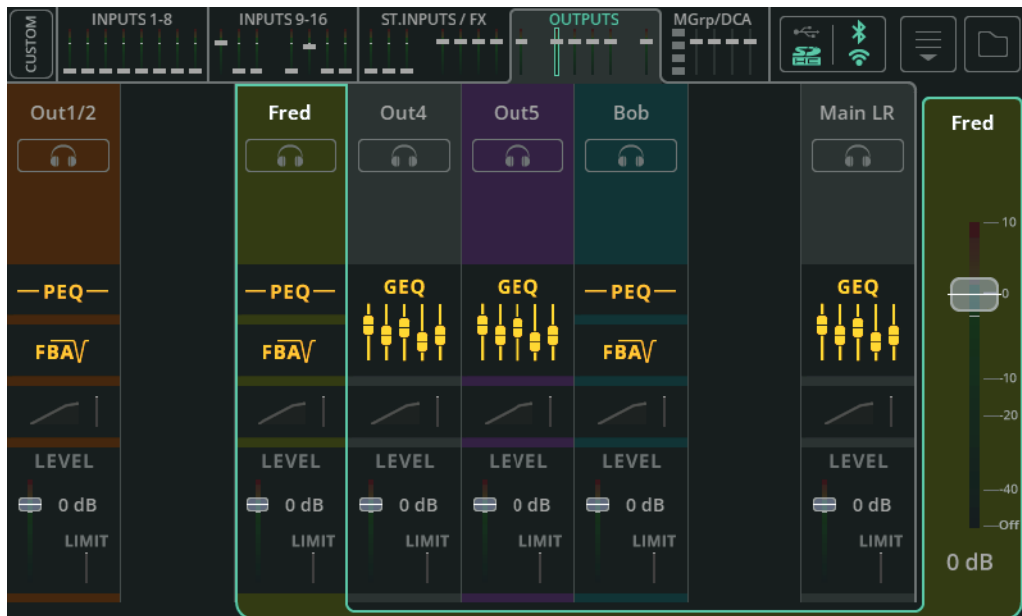 CUSTOM
INPUTS 1-8
INPUTS 9-16
ST.INPUTS / FX
OUTPUTS
MGrp/DCA
SD
HC
Out1/2
Fred
Out4
Out5
Bob
Main LR
Fred
PEQ
PEQ
GEQ
GEQ
PEQ
GEQ
FBA
FBA
FBA
LEVEL
LEVEL
LEVEL
LEVEL
LEVEL
LEVEL
0 dB
0 dB
0 dB
0 dB
0 dB
0 dB
LIMIT
LIMIT
LIMIT
LIMIT
LIMIT
LIMIT
10
0
-10
-20
-40
Off
0 dB